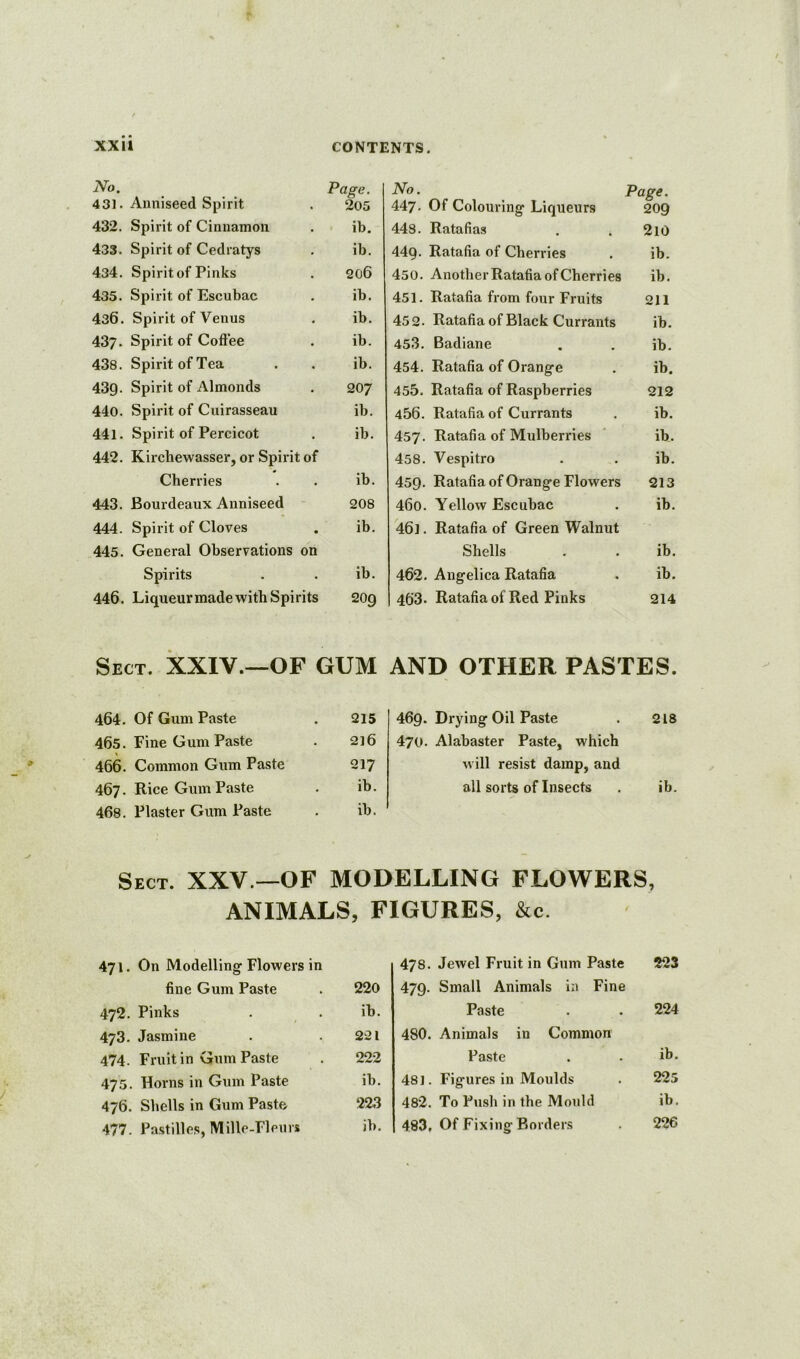 xxii CONTENTS.
No. Page.
431. Anniseed Spirit . 205
432. Spirit of Cinnamon . ib.
433. Spirit of Cedratys . ib.
434. Spirit of Pinks . 206
435. Spirit of Escubac . ib.
436. Spirit of Venus . ib.
437. Spirit of Coffee . ib.
438. Spirit of Tea . . ib.
439. Spirit of Almonds . 207
440. Spirit of Cuirasseau ib.
441. Spirit of Percicot . ib.
442. Kirchewasser, or Spirit of
Cherries . . ib.
443. Bourdeaux Anniseed 208
444. Spirit of Cloves . ib.
445. General Observations on
Spirits . . ib.
446. Liqueur made with Spirits 209
No. Page.
447. Of Colouring Liqueurs 209
448. Ratafias . . 210
449. Ratafia of Cherries . ib.
450. Another Ratafia of Cherries ib.
451. Ratafia from four Fruits 211
452. Ratafia of Black Currants ib.
453. Badiane . . ib.
454. Ratafia of Orange . ib.
455. Ratafia of Raspberries 212
456. Ratafia of Currants . ib.
457. Ratafia of Mulberries ib.
458. Vespitro . . ib.
459. Ratafia of Orange Flowers 213
460. Yellow Escubac . ib.
461. Ratafia of Green Walnut
Shells . . ib.
462. Angelica Ratafia . ib.
463. Ratafia of Red Pinks 214
Sect. XXIV.—OF GUM AND OTHER PASTES.
464. Of Gum Paste . 215
465. Fine Gum Paste . 216
466. Common Gum Paste 217
467. Rice Gum Paste . ib.
468. Plaster Gum Paste . ib.
469. Drying Oil Paste . 218
470. Alabaster Paste, which
will resist damp, and
all sorts of Insects . ib.
Sect. XXV.—OF MODELLING FLOWERS,
ANIMALS, FIGURES, &c.
471. On Modelling Flowers in
fine Gum Paste . 220
472. Pinks . . ib.
473. Jasmine . . 221
474. Fruit in Gum Paste . 222
475. Horns in Gum Paste ib.
476. Shells in Gum Paste 223
477. Pastilles, Mille-Fleurs ib.
478. Jewel Fruit in Gum Paste 223
479. Small Animals in Fine
Paste . . 224
480. Animals in Common
Paste . . ib.
481. Figures in Moulds . 225
482. To Push in the Mould ib.
483. Of Fixing Borders . 226